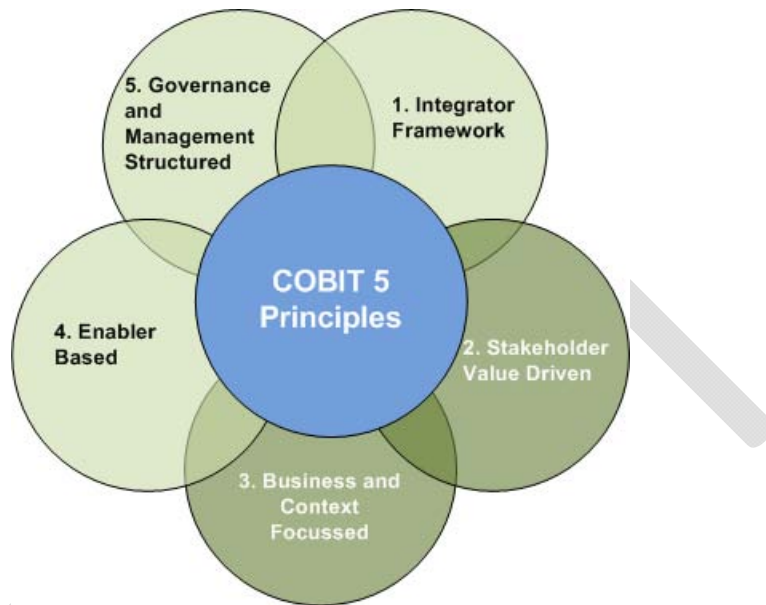 5. Governance
and
Management
Structured
1. Integrator
Framework
COBIT 5
Principles
2. Stakeholder
Value Driven
4. Enabler
Based
3. Business and
Context
Focussed